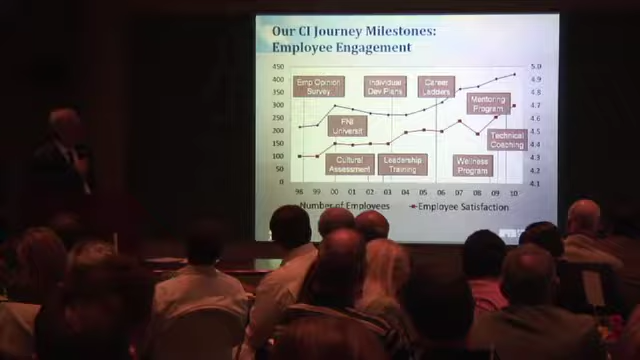 Our CI Journey Milestones:
Employee Engagement
450
400
350
300
250
200
150
100
50
0
5.0
4.9
4.8
4.7
4.6
4.5
4.4
4.3
4.2
4.1
Emp Opinion
Survey
Individual
Dev Plans
Career
Ladders
Mentoring
Program
FNI
Universit
Technical
Coaching
Cultural
Assessment
Leadership
Training
Wellness
Program
98 99 00 01 02 03 04 05 06 07 08 09 10
Number of Employees
Employee Satisfaction